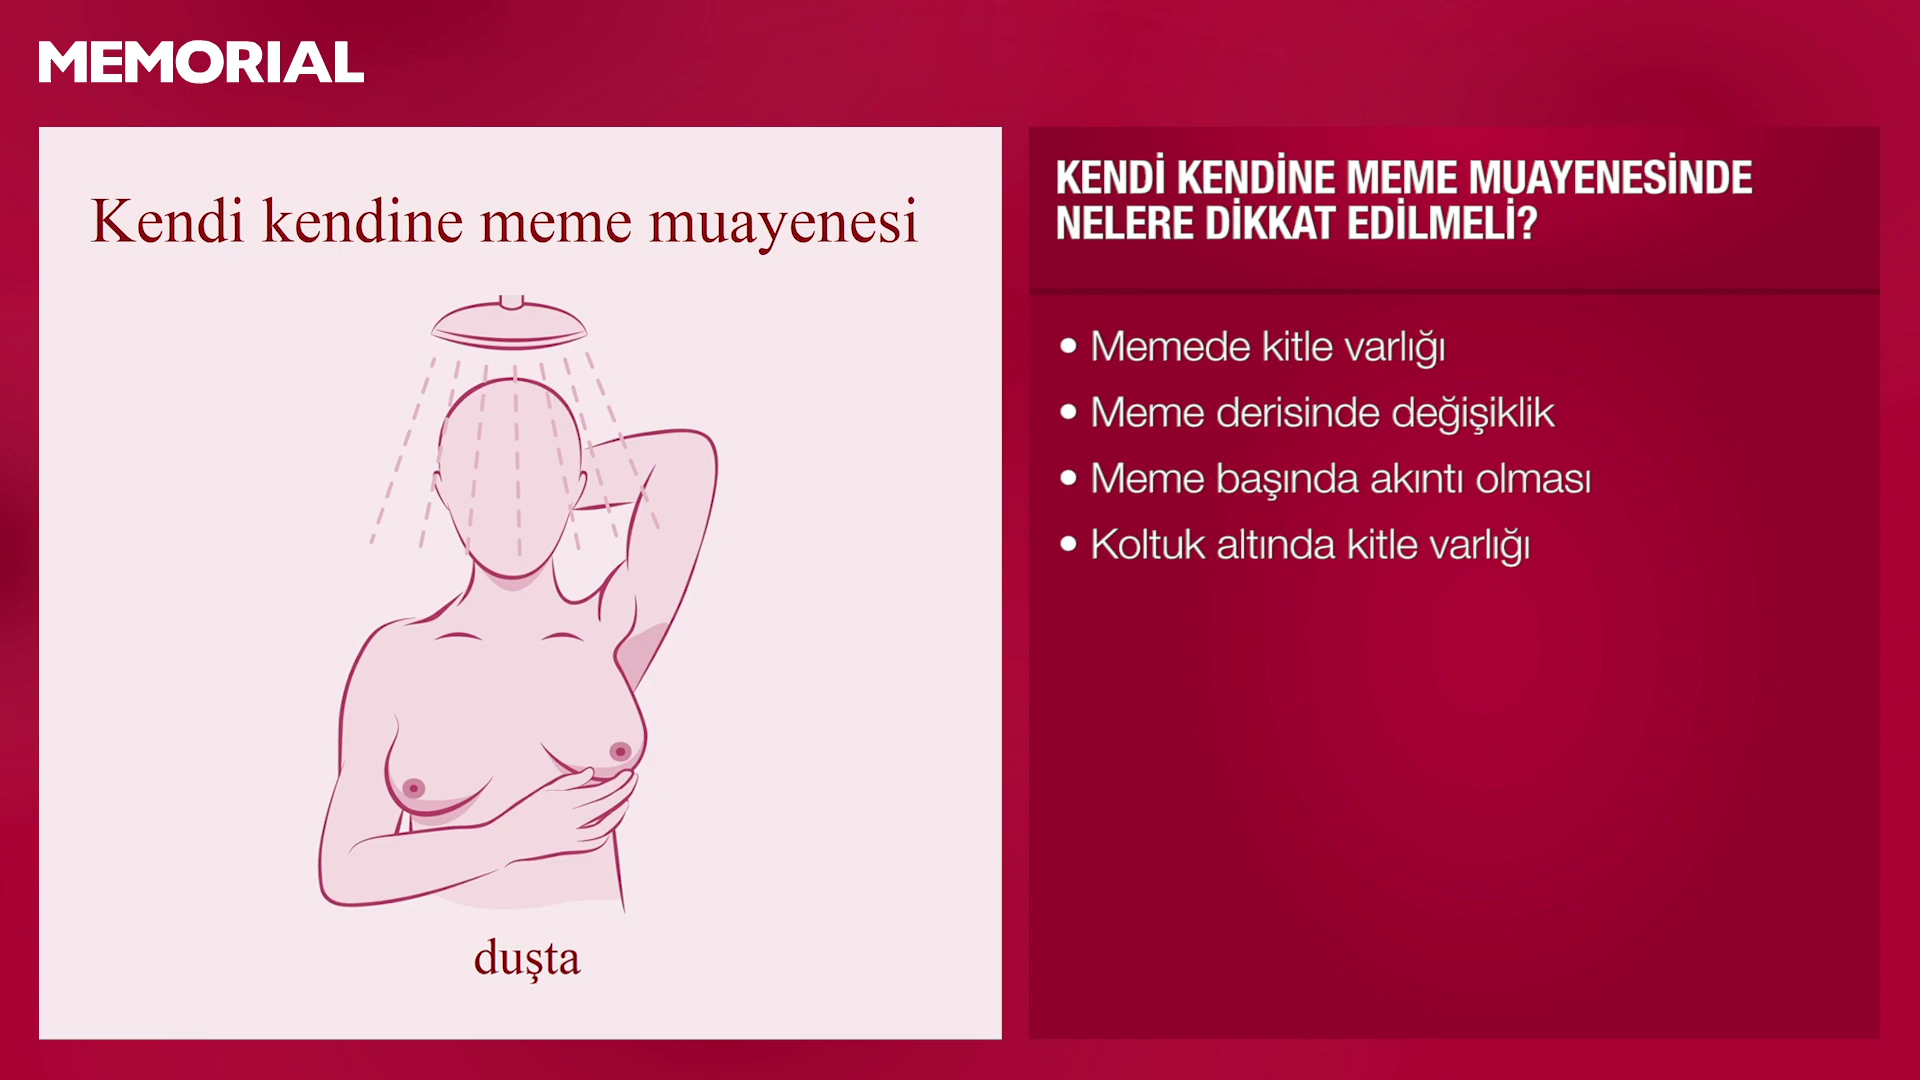 MEMORIAL
Kendi kendine meme muayenesi
duşta
KENDİ KENDİNE MEME MUAYENESİNDE
NELERE DİKKAT EDİLMELİ?
• Memede kitle varlığı
• Meme derisinde değişiklik
• Meme başında akıntı olması
• Koltuk altında kitle varlığı